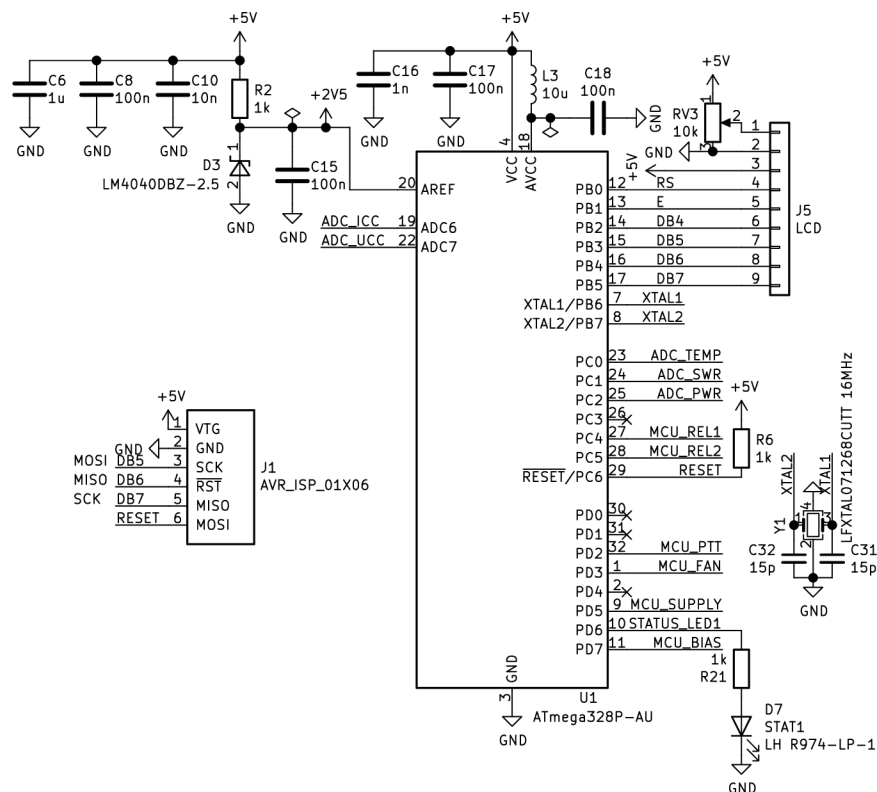 +5V
C6
1u
C8
100n
C10
10n
R2
1k
GND
GND
GND
+2V5
D3
LM4040DBZ-2.5
1
2
GND
C15
100n
GND
+5V
C16
1n
C17
100n
GND
GND
L3
10u
C18
100n
GND
4
18
VCC
AVCC
20 AREF
ADC_ICC 19 ADC6
ADC_UCC 22 ADC7
+5V
RV3
10k
1
2
3
GND
+5V
1
2
3
PB0 12 RS 4
PB1 13 E 5
PB2 14 DB4 6
PB3 15 DB5 7
PB4 16 DB6 8
PB5 17 DB7 9
J5
LCD
XTAL1/PB6 7 XTAL1
XTAL2/PB7 8 XTAL2
PC0 23 ADC_TEMP
PC1 24 ADC_SWR
PC2 25 ADC_PWR
PC3 26
PC4 27 MCU_REL1
PC5 28 MCU_REL2
RESET/PC6 29 RESET
+5V
R6
1k
PD0 30
PD1 31
PD2 32 MCU_PTT
PD3 1 MCU_FAN
PD4 2
PD5 9 MCU_SUPPLY
PD6 10 STATUS_LED1
PD7 11 MCU_BIAS
1k
R21
D7
STAT1
LH R974-LP-1
GND
GND
3
GND
U1
ATmega328P-AU
+5V
1 VTG
GND 2 GND
MOSI DB5 3 SCK
MISO DB6 4 RST
SCK DB7 5 MISO
RESET 6 MOSI
J1
AVR_ISP_01X06
XTAL2
XTAL1
LFXTAL071268CUTT 16MHz
Y1
1
4
3
2
C32
15p
C31
15p
GND